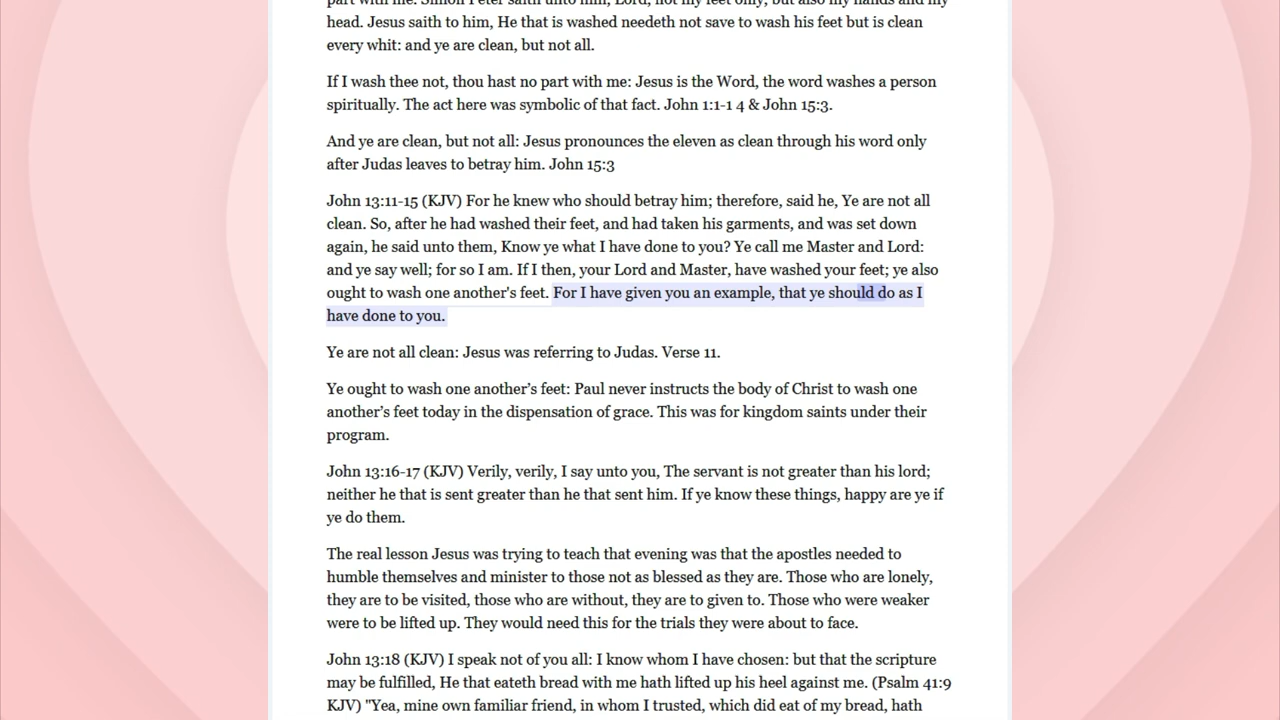 part with me. Simon Peter saith unto him, Lord, not my feet only, but also my hands and my
head. Jesus saith to him, He that is washed needeth not save to wash his feet but is clean
every whit: and ye are clean, but not all.
If I wash thee not, thou hast no part with me: Jesus is the Word, the word washes a person
spiritually. The act here was symbolic of that fact. John 1:1-1 4 & John 15:3.
And ye are clean, but not all: Jesus pronounces the eleven as clean through his word only
after Judas leaves to betray him. John 15:3
John 13:11-15 (KJV) For he knew who should betray him; therefore, said he, Ye are not all
clean. So, after he had washed their feet, and had taken his garments, and was set down
again, he said unto them, Know ye what I have done to you? Ye call me Master and Lord:
and ye say well; for so I am. If I then, your Lord and Master, have washed your feet; ye also
ought to wash one another's feet. For I have given you an example, that ye should do as I
have done to you.
Ye are not all clean: Jesus was referring to Judas. Verse 11.
Ye ought to wash one another’s feet: Paul never instructs the body of Christ to wash one
another’s feet today in the dispensation of grace. This was for kingdom saints under their
program.
John 13:16-17 (KJV) Verily, verily, I say unto you, The servant is not greater than his lord;
neither he that is sent greater than he that sent him. If ye know these things, happy are ye if
ye do them.
The real lesson Jesus was trying to teach that evening was that the apostles needed to
humble themselves and minister to those not as blessed as they are. Those who are lonely,
they are to be visited, those who are without, they are to given to. Those who were weaker
were to be lifted up. They would need this for the trials they were about to face.
John 13:18 (KJV) I speak not of you all: I know whom I have chosen: but that the scripture
may be fulfilled, He that eateth bread with me hath lifted up his heel against me. (Psalm 41:9
KJV) "Yea, mine own familiar friend, in whom I trusted, which did eat of my bread, hath